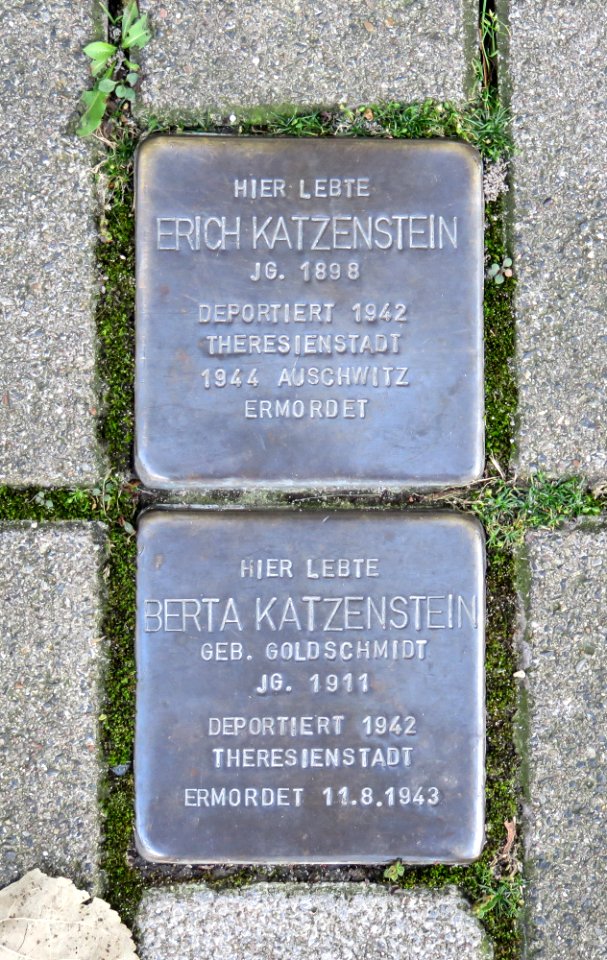 HIER LEBTE
ERICH KATZENSTEIN
JG. 1898
DEPORTIERT 1942
THERESIENSTADT
1944 AUSCHWITZ
ERMORDET
HIER LEBTE
BERTA KATZENSTEIN
GEB. GOLDSCHMIDT
JG. 1911
DEPORTIERT 1942
THERESIENSTADT
ERMORDET 11.8.1943